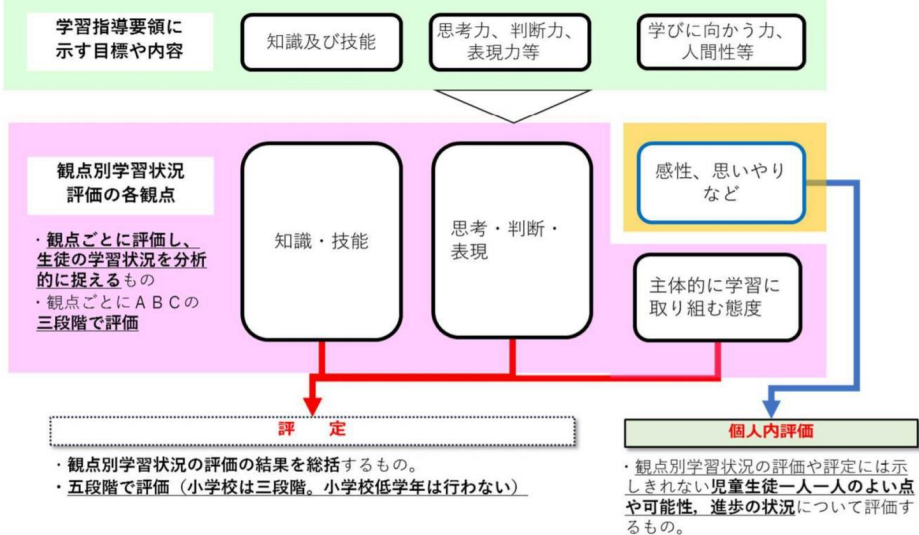 学習指導要領に
示す目標や内容
知識及び技能
思考力、判断力、
表現力等
学びに向かう力、
人間性等
観点別学習状況
評価の各観点
・観点ごとに評価し、
生徒の学習状況を分析
的に捉えるもの
・観点ごとにＡＢＣの
三段階で評価
知識・技能
思考・判断・
表現
感性、思いやり
など
主体的に学習に
取り組む態度
評　定
・観点別学習状況の評価の結果を総括するもの。
・五段階で評価（小学校は三段階。小学校低学年は行わない）
個人内評価
・観点別学習状況の評価や評定には示
しきれない児童生徒一人一人のよい点
や可能性，進歩の状況について評価す
るもの。